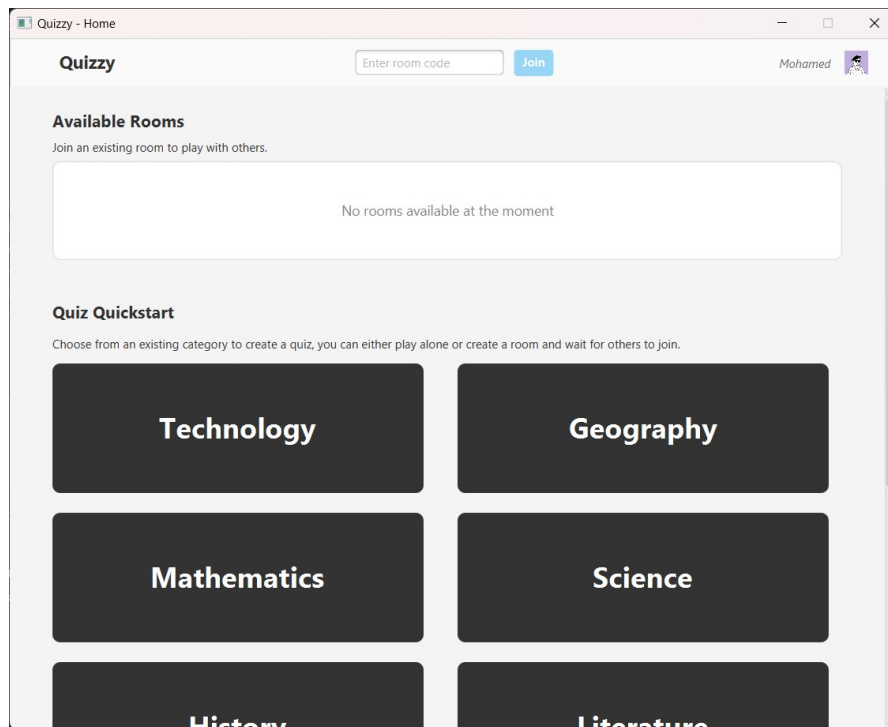 Quizzy - Home
Quizzy
Enter room code
Join
Mohamed
Available Rooms
Join an existing room to play with others.
No rooms available at the moment
Quiz Quickstart
Choose from an existing category to create a quiz, you can either play alone or create a room and wait for others to join.
Technology
Geography
Mathematics
Science
History
Literature